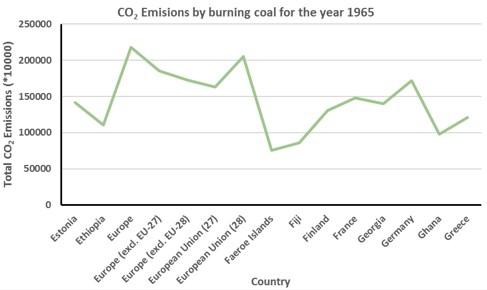 CO₂ Emisions by burning coal for the year 1965
Total CO₂ Emissions (*10000)
250000
200000
150000
100000
50000
0
Estonia
Ethiopia
Europe
Europe (exd. EU-27)
Europe (exd. EU-28)
European Union (27)
European Union (28)
Faeroe Islands
Fiji
Finland
France
Georgia
Germany
Ghana
Greece
Country